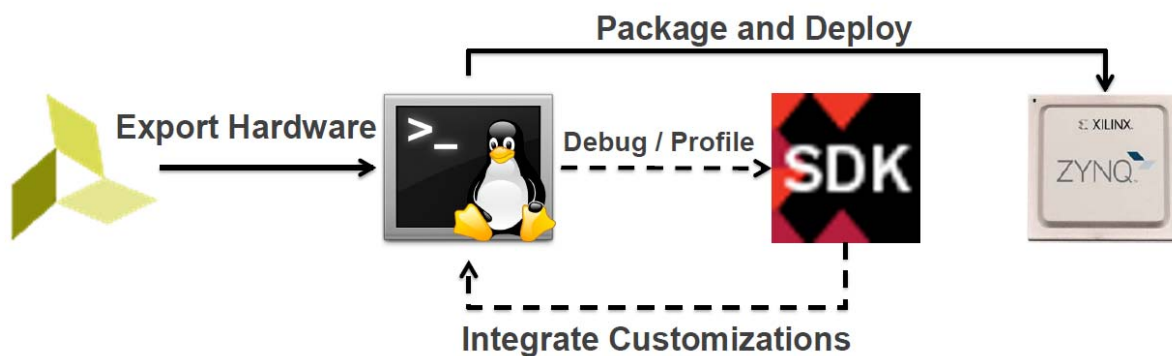 Package and Deploy
Export Hardware
>_
Debug / Profile
SDK
Σ XILINX
ZYNQ
Integrate Customizations